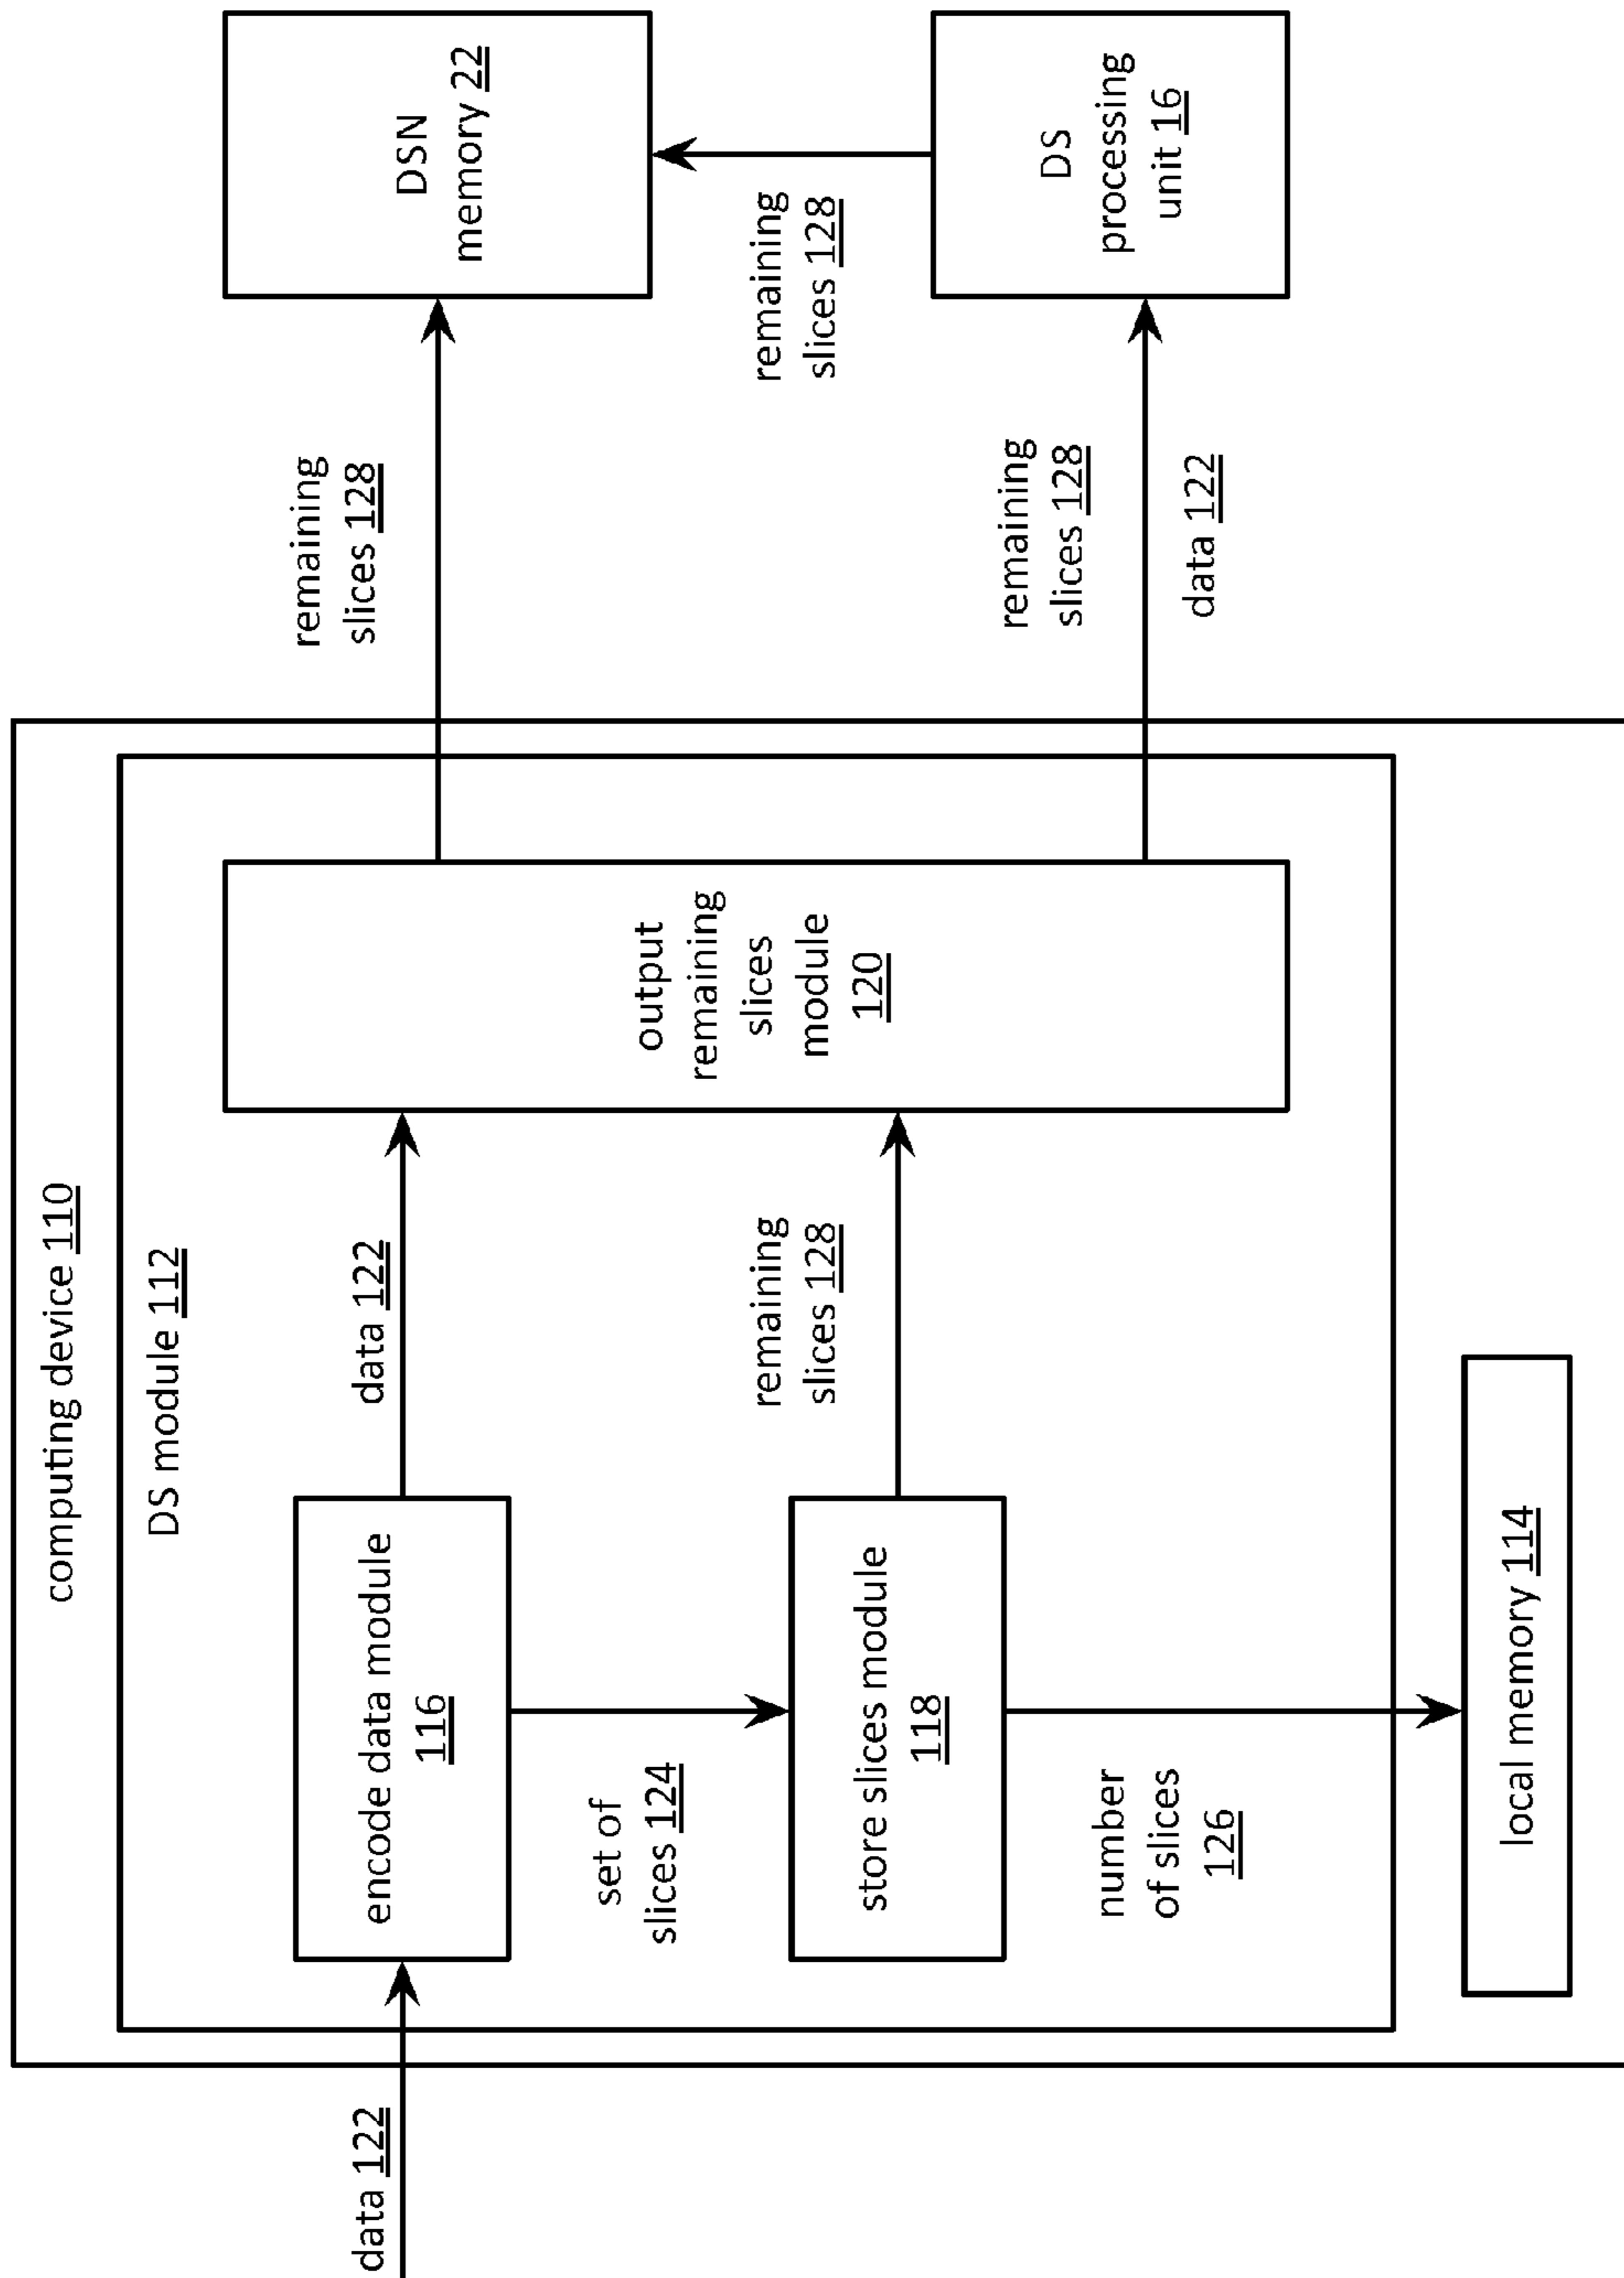 computing device 110
DS module 112
data 122
encode data module
116
data 122
set of
slices 124
store slices module
118
remaining
slices 128
number
of slices
126
local memory 114
output
remaining
slices
module
120
remaining
slices 128
DSN
memory 22
remaining
slices 128
remaining
slices 128
data 122
DS
processing
unit 16